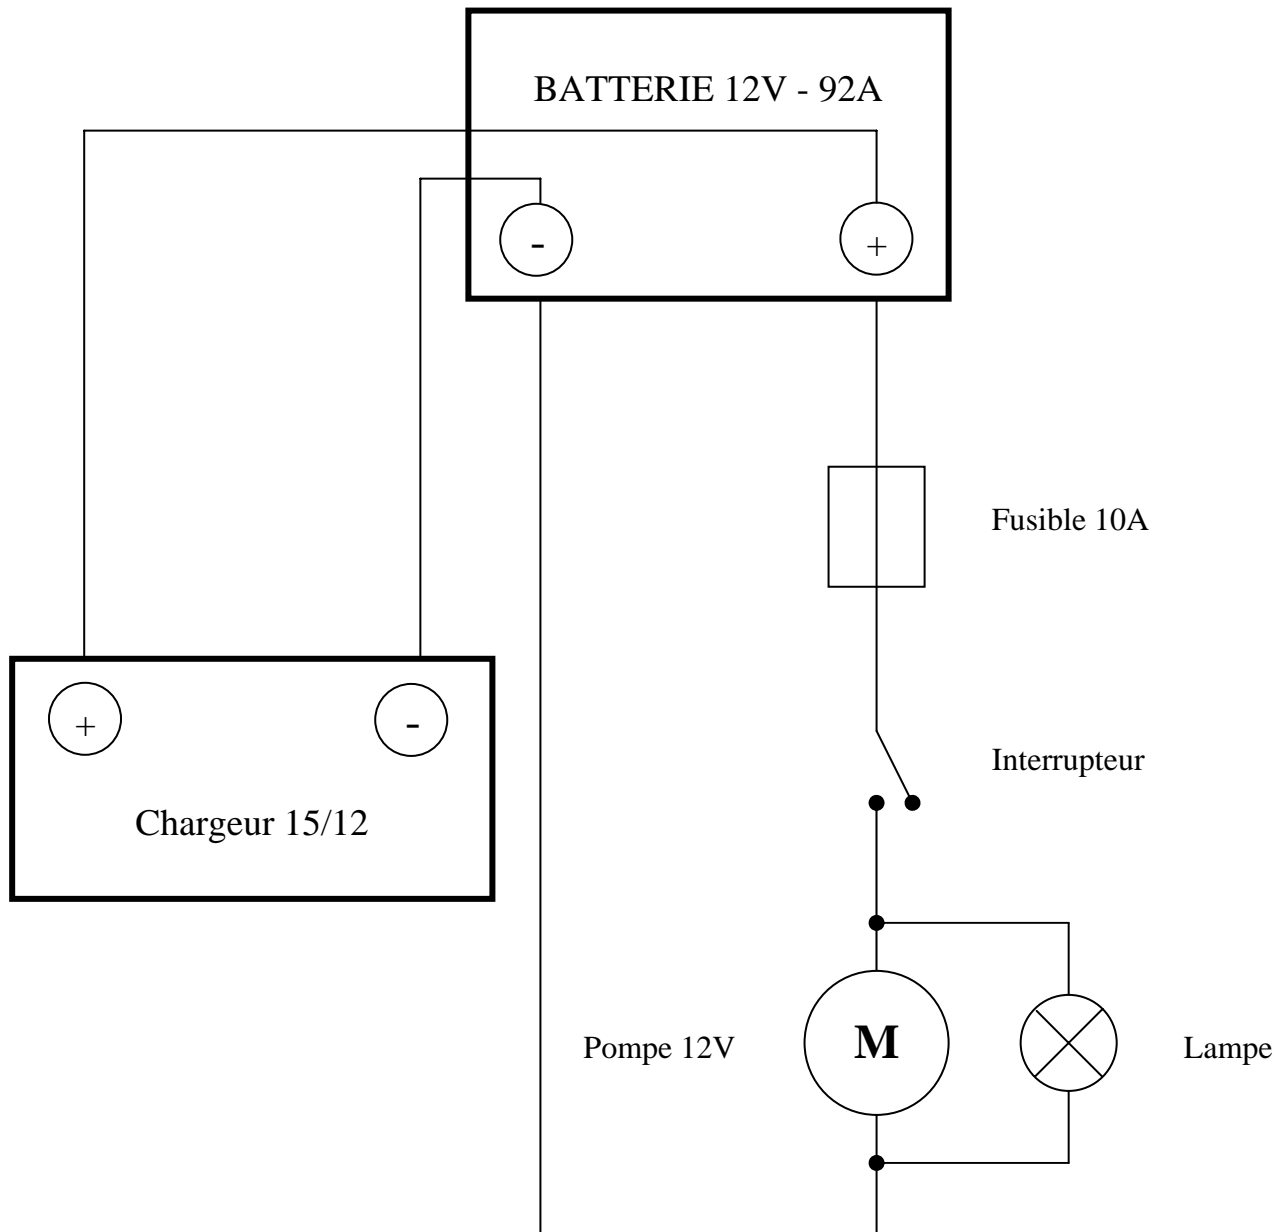 BATTERIE 12V - 92A
-
+
Fusible 10A
+
-
Interrupteur
Chargeur 15/12
Pompe 12V
M
Lampe